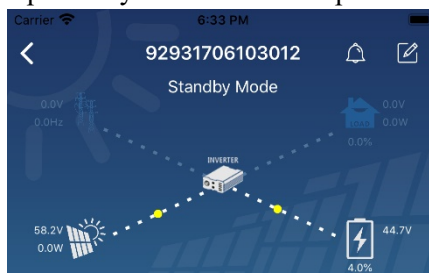 Carrier 6:33 PM
92931706103012
Standby Mode
0.0V
0.0Hz
0.0V
LOAD 0.0W
0.0%
INVERTER
58.2V
0.0W
44.7V
4.0%